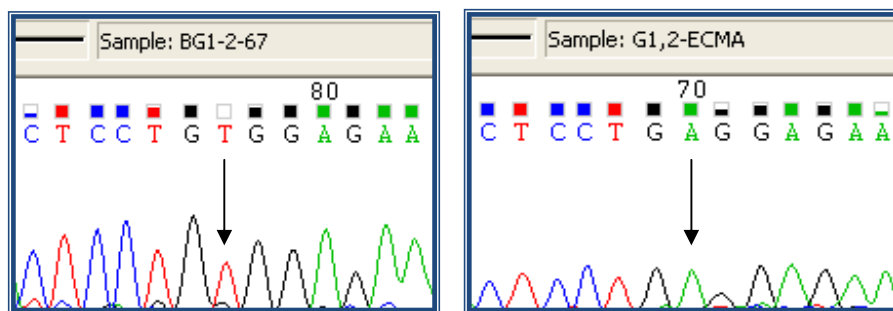 Sample: BG1-2-67
80
C T C C T G T G G A G A A
Sample: G1,2-ECMA
70
C T C C T G A G G A G A A